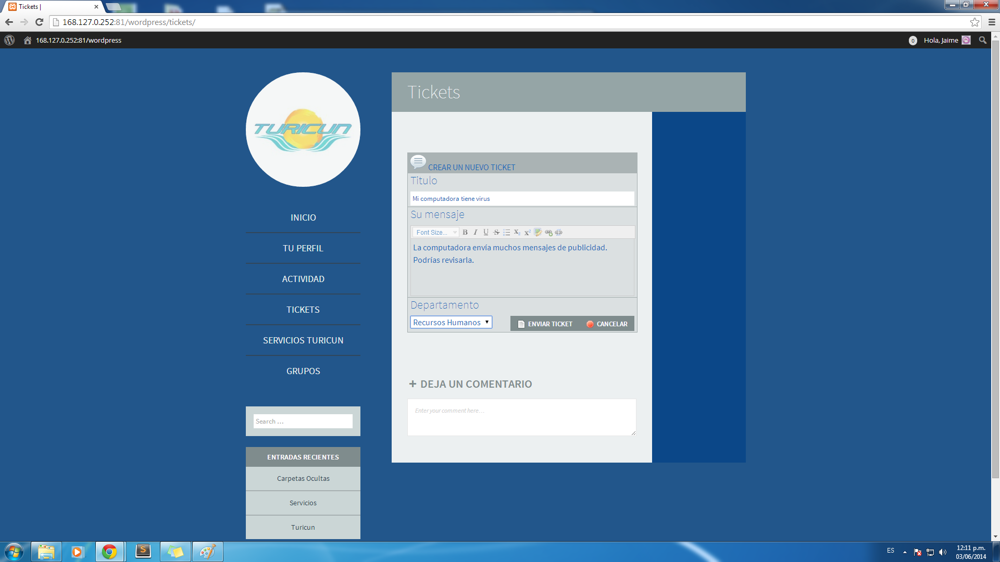 Tickets |
168.127.0.252:81/wordpress/tickets/
168.127.0.252:81/wordpress
0
Hola, Jaime
TURICUN
INICIO
TU PERFIL
ACTIVIDAD
TICKETS
SERVICIOS TURICUN
GRUPOS
Search ...
ENTRADAS RECIENTES
Carpetas Ocultas
Servicios
Turicun
Tickets
CREAR UN NUEVO TICKET
Titulo
Mi computadora tiene virus
Su mensaje
Font Size...
B I U S X2 X2
La computadora envía muchos mensajes de publicidad.
Podrías revisarla.
Departamento
Recursos Humanos
ENVIAR TICKET
CANCELAR
+ DEJA UN COMENTARIO
Enter your comment here...
S
ES
12:11 p.m.
03/06/2014